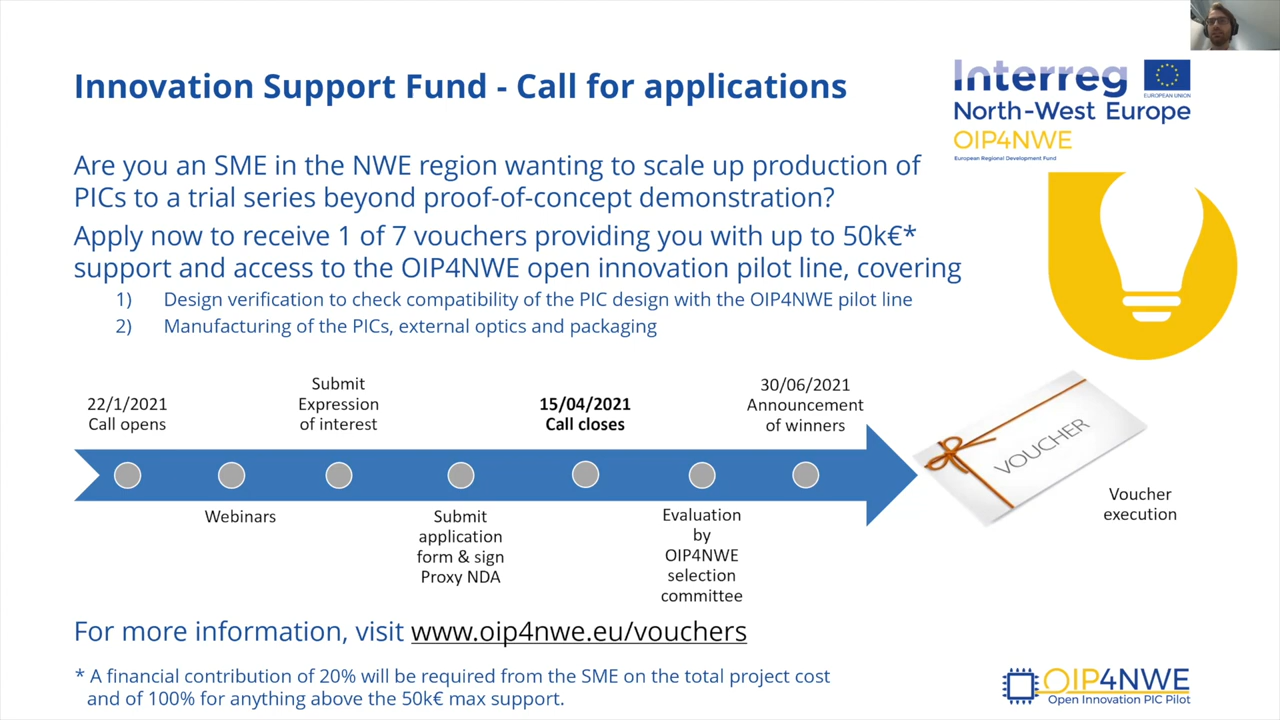 Innovation Support Fund - Call for applications
Interreg
EUROPEAN UNION
North-West Europe
OIP4NWE
European Regional Development Fund
Are you an SME in the NWE region wanting to scale up production of
PICs to a trial series beyond proof-of-concept demonstration?
Apply now to receive 1 of 7 vouchers providing you with up to 50k€*
support and access to the OIP4NWE open innovation pilot line, covering
1) Design verification to check compatibility of the PIC design with the OIP4NWE pilot line
2) Manufacturing of the PICs, external optics and packaging
22/1/2021
Call opens
Webinars
Submit
Expression
of interest
Submit
application
form & sign
Proxy NDA
15/04/2021
Call closes
Evaluation
by
OIP4NWE
selection
committee
30/06/2021
Announcement
of winners
VOUCHER
Voucher
execution
For more information, visit www.oip4nwe.eu/vouchers
* A financial contribution of 20% will be required from the SME on the total project cost
and of 100% for anything above the 50k€ max support.
OIP4NWE
Open Innovation PIC Pilot